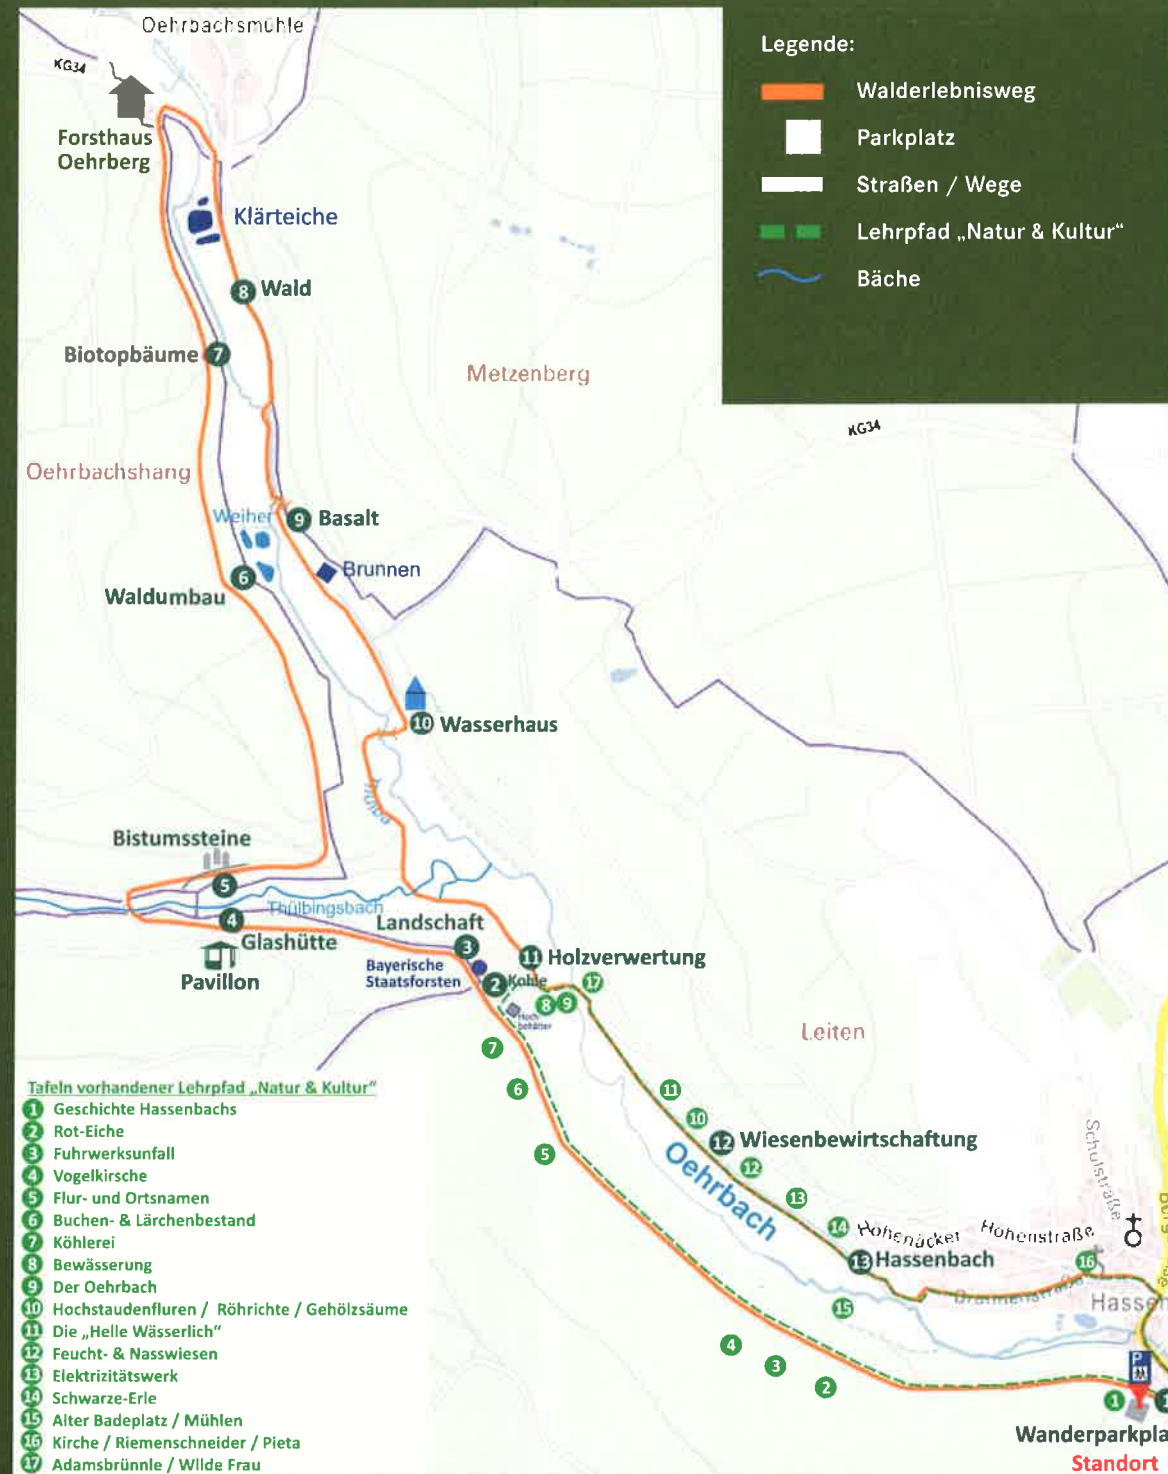 Oehrbachsmühle
KG34
Forsthaus
Oehrberg
Klärteiche
8 Wald
Biotopbäume 7
Metzenberg
KG34
Oehrbachshang
Weiher
9 Basalt
Brunnen
6
Waldumbau
10 Wasserhaus
Thulba
Bistumssteine
5
Thülbingsbach
4
Glashütte
Pavillon
Landschaft
3
Bayerische
Staatsforsten
2 Kohle
Hoch
behälter
11 Holzverwertung
8 9 17
Leiten
7
6
5
11
10
12 Wiesenbewirtschaftung
12
13
14
Oehrbach
Hohenäcker
Hohenstraße
Schulstraße
13 Hassenbach
16
15
Hassen
4
3
2
P
1
1
Wanderparkpla
Standort
Legende:
Walderlebnisweg
Parkplatz
Straßen / Wege
Lehrpfad „Natur & Kultur“
Bäche
Tafeln vorhandener Lehrpfad „Natur & Kultur“
1 Geschichte Hassenbachs
2 Rot-Eiche
3 Fuhrwerksunfall
4 Vogelkirsche
5 Flur- und Ortsnamen
6 Buchen- & Lärchenbestand
7 Köhlerei
8 Bewässerung
9 Der Oehrbach
10 Hochstaudenfluren / Röhrichte / Gehölzsäume
11 Die „Helle Wässerlich“
12 Feucht- & Nasswiesen
13 Elektrizitätswerk
14 Schwarze-Erle
15 Alter Badeplatz / Mühlen
16 Kirche / Riemenschneider / Pieta
17 Adamsbrünnle / Wilde Frau